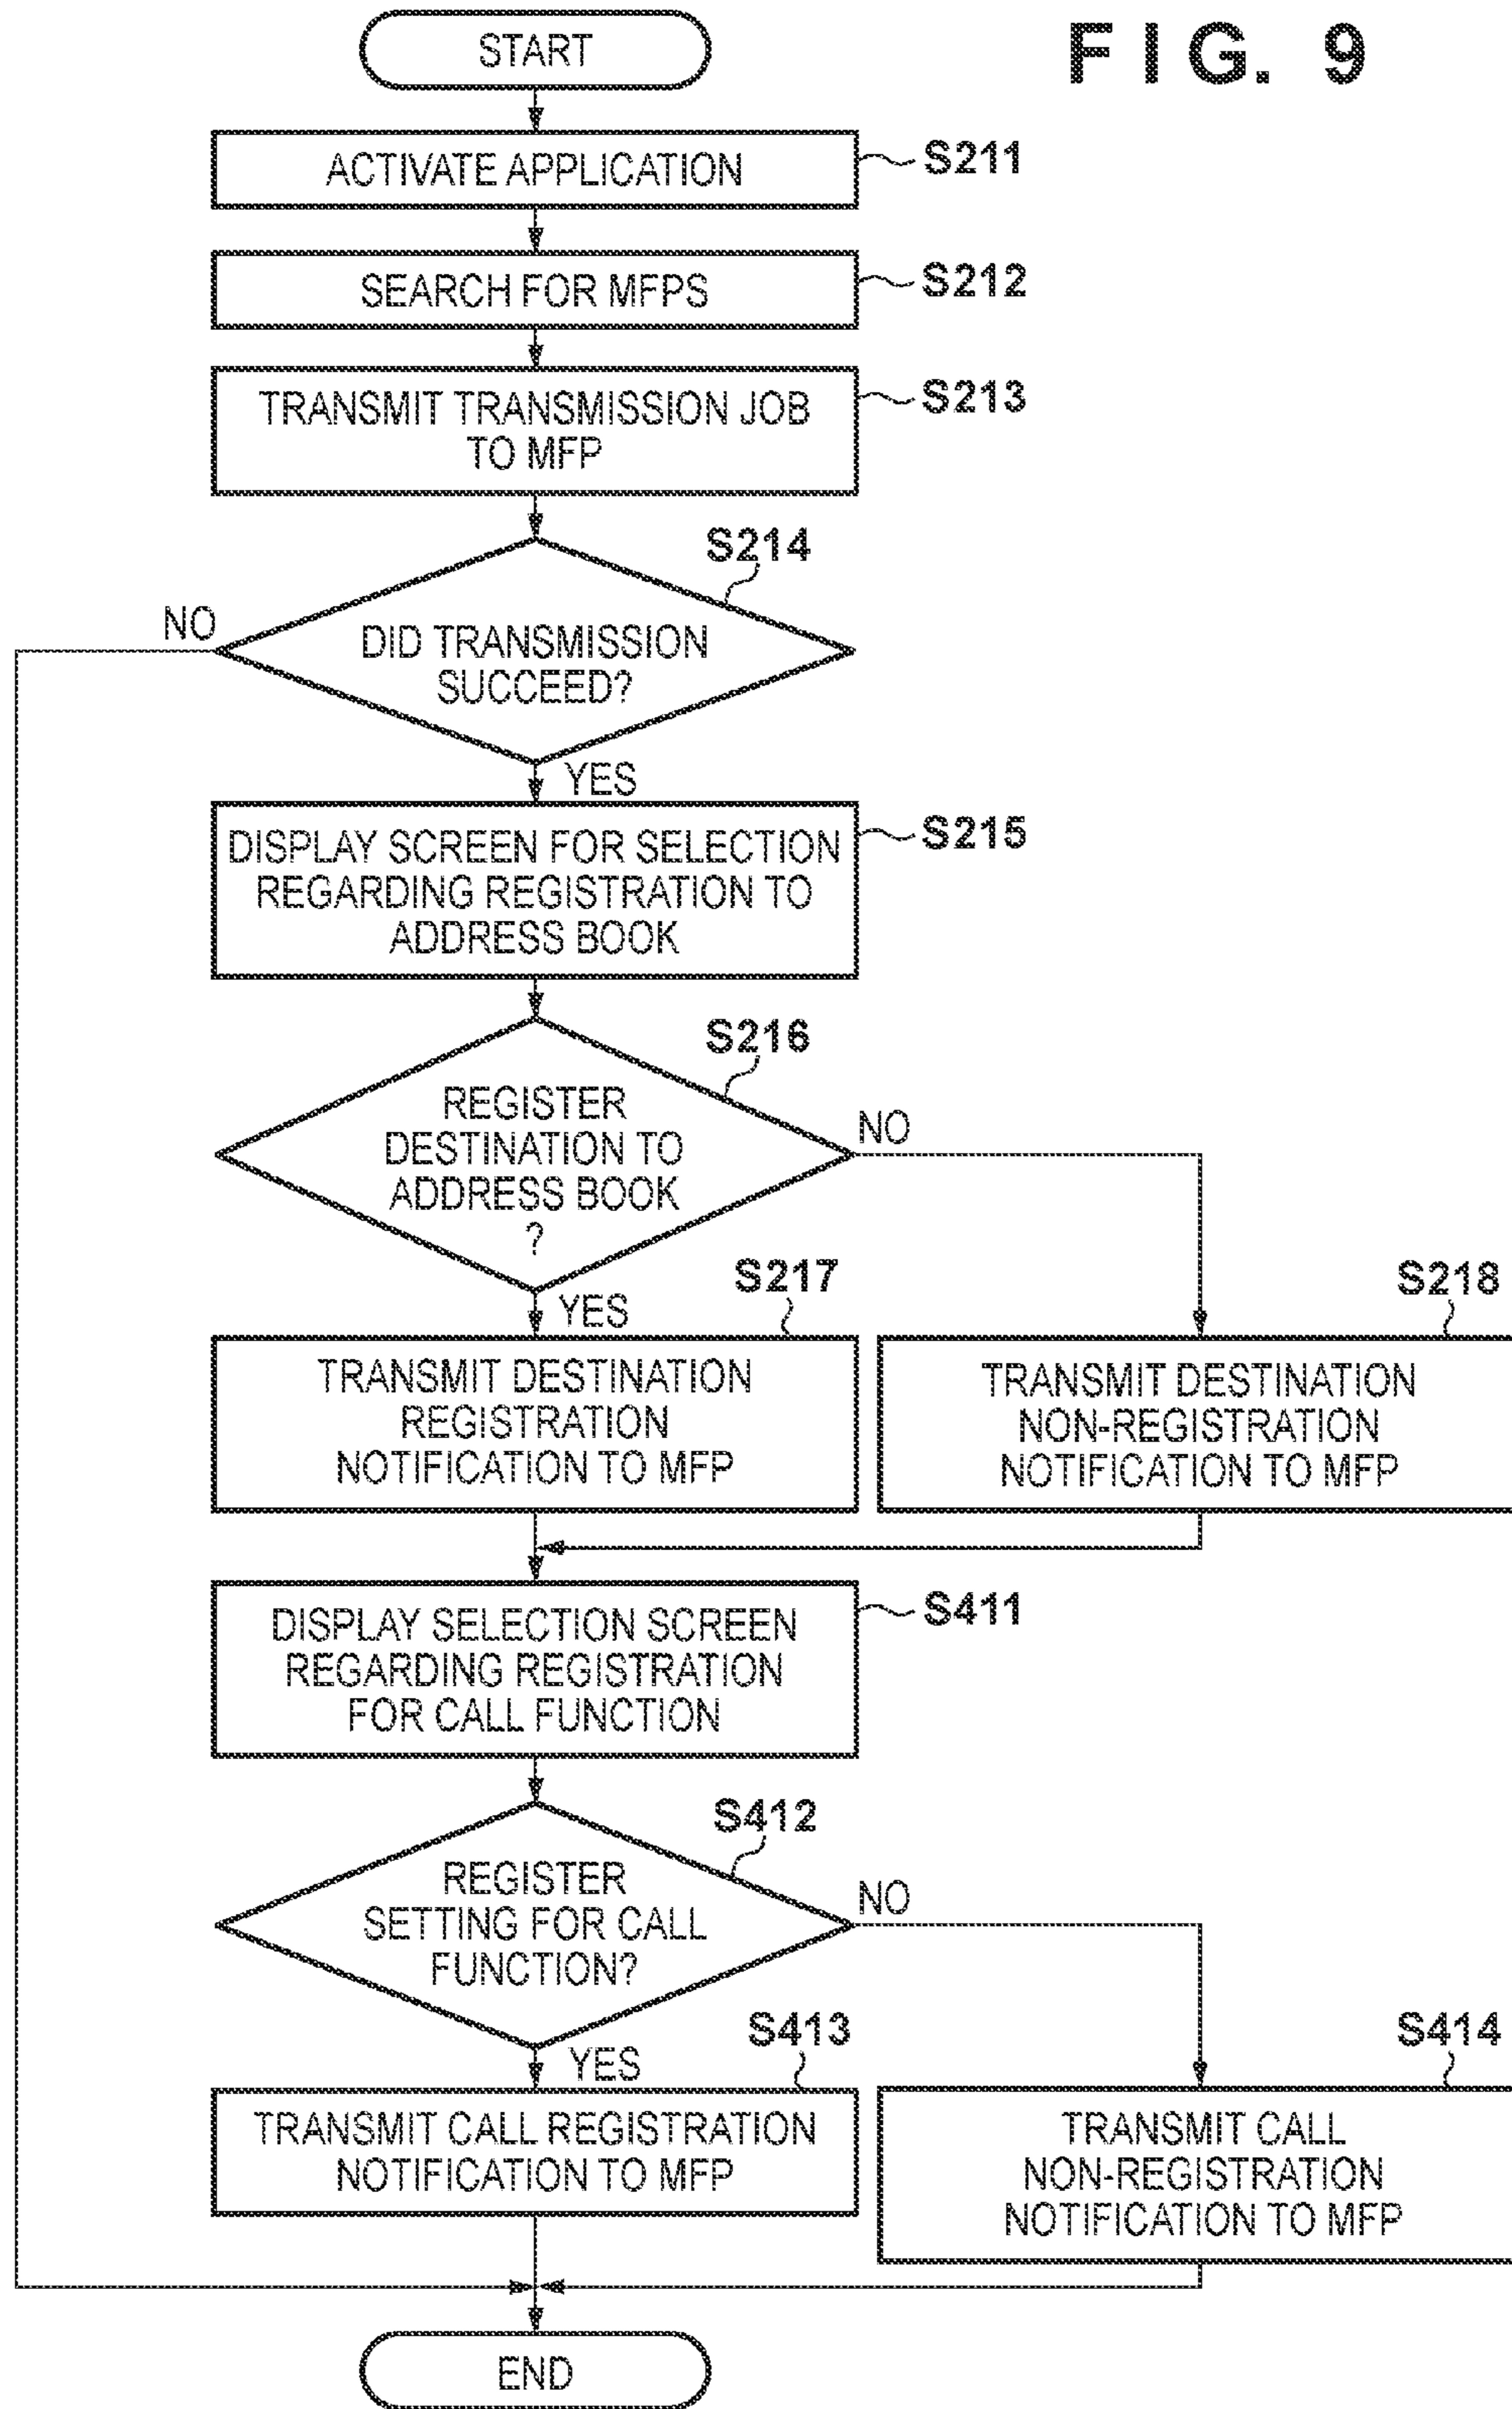 START
FIG. 9
ACTIVATE APPLICATION
S211
SEARCH FOR MFPS
S212
TRANSMIT TRANSMISSION JOB
TO MFP
S213
S214
NO
DID TRANSMISSION
SUCCEED?
YES
DISPLAY SCREEN FOR SELECTION
REGARDING REGISTRATION TO
ADDRESS BOOK
S215
S216
REGISTER
DESTINATION TO
ADDRESS BOOK
?
NO
YES
S217
S218
TRANSMIT DESTINATION
REGISTRATION
NOTIFICATION TO MFP
TRANSMIT DESTINATION
NON-REGISTRATION
NOTIFICATION TO MFP
DISPLAY SELECTION SCREEN
REGARDING REGISTRATION
FOR CALL FUNCTION
S411
S412
REGISTER
SETTING FOR CALL
FUNCTION?
NO
YES
S413
S414
TRANSMIT CALL REGISTRATION
NOTIFICATION TO MFP
TRANSMIT CALL
NON-REGISTRATION
NOTIFICATION TO MFP
END